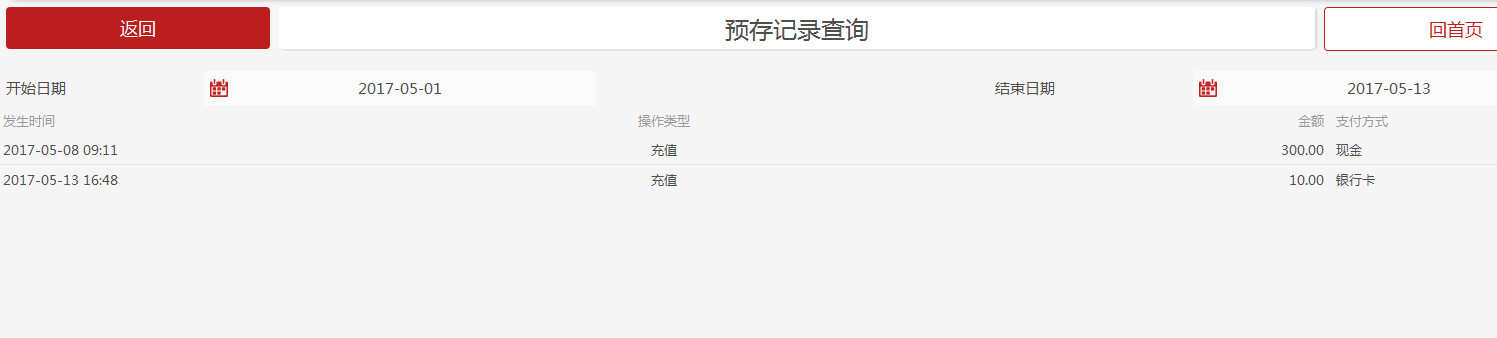 返回 预存记录查询 回首页
开始日期 2017-05-01 结束日期 2017-05-13
发生时间 操作类型 金额 支付方式
2017-05-08 09:11 充值 300.00 现金
2017-05-13 16:48 充值 10.00 银行卡